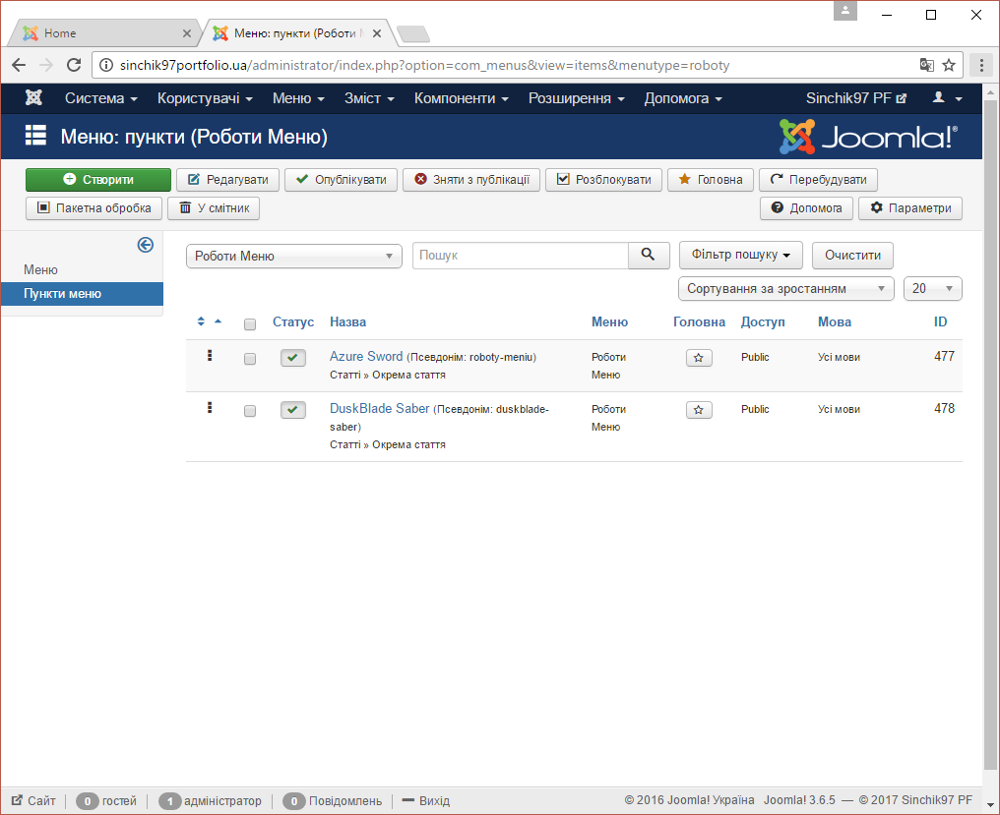 Home
Меню: пункти (Роботи М
sinchik97portfolio.ua/administrator/index.php?option=com_menus&view=items&menutype=roboty
Система Користувачі Меню Зміст Компоненти Розширення Допомога Sinchik97 PF
Меню: пункти (Роботи Меню) Joomla!®
Створити Редагувати Опублікувати Зняти з публікації Розблокувати Головна Перебудувати
Пакетна обробка У смітник Допомога Параметри
Меню
Пункти меню
Роботи Меню Пошук Фільтр пошуку Очистити
Сортування за зростанням 20
Статус Назва Меню Головна Доступ Мова ID
Azure Sword (Псевдонім: roboty-meniu) Роботи Public Усі мови 477
Статті » Окрема стаття Меню
DuskBlade Saber (Псевдонім: duskblade- Роботи Public Усі мови 478
saber) Меню
Статті » Окрема стаття
Сайт 0 гостей 1 адміністратор 0 Повідомлень Вихід © 2016 Joomla! Україна Joomla! 3.6.5 — © 2017 Sinchik97 PF